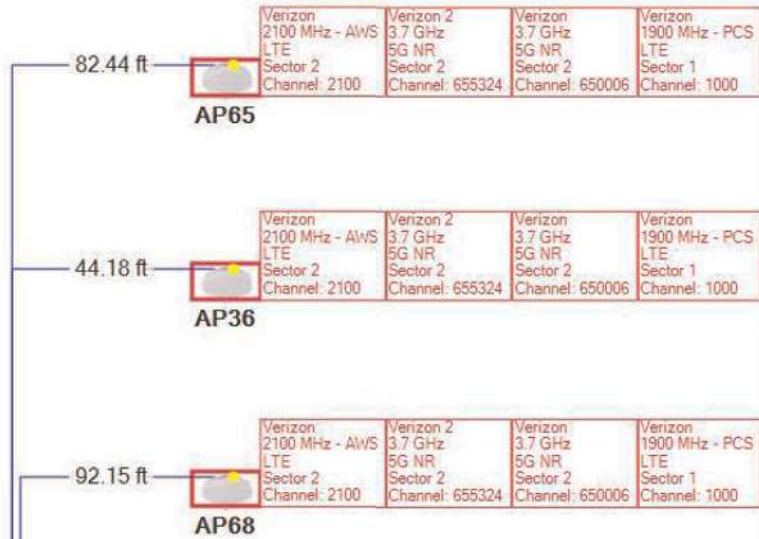 Verizon
2100 MHz - AWS
LTE
Sector 2
Channel: 2100
Verizon 2
3.7 GHz
5G NR
Sector 2
Channel: 655324
Verizon
3.7 GHz
5G NR
Sector 2
Channel: 650006
Verizon
1900 MHz - PCS
LTE
Sector 1
Channel: 1000
82.44 ft
AP65
Verizon
2100 MHz - AWS
LTE
Sector 2
Channel: 2100
Verizon 2
3.7 GHz
5G NR
Sector 2
Channel: 655324
Verizon
3.7 GHz
5G NR
Sector 2
Channel: 650006
Verizon
1900 MHz - PCS
LTE
Sector 1
Channel: 1000
44.18 ft
AP36
Verizon
2100 MHz - AWS
LTE
Sector 2
Channel: 2100
Verizon 2
3.7 GHz
5G NR
Sector 2
Channel: 655324
Verizon
3.7 GHz
5G NR
Sector 2
Channel: 650006
Verizon
1900 MHz - PCS
LTE
Sector 1
Channel: 1000
92.15 ft
AP68